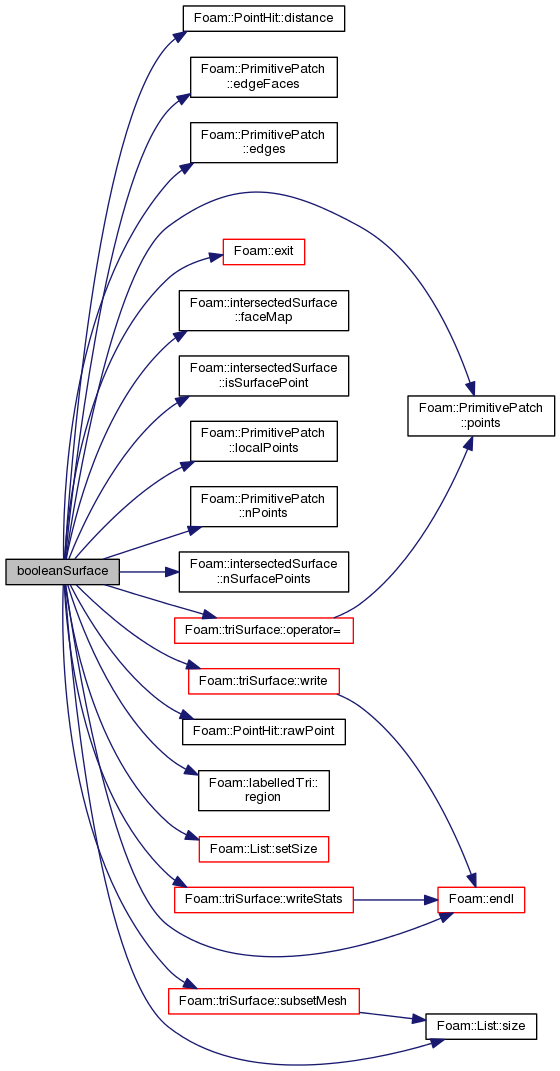 Foam::PointHit::distance
Foam::PrimitivePatch
::edgeFaces
Foam::PrimitivePatch
::edges
Foam::exit
Foam::intersectedSurface
::faceMap
Foam::intersectedSurface
::isSurfacePoint
Foam::PrimitivePatch
::points
Foam::PrimitivePatch
::localPoints
Foam::PrimitivePatch
::nPoints
booleanSurface
Foam::intersectedSurface
::nSurfacePoints
Foam::triSurface::operator=
Foam::triSurface::write
Foam::PointHit::rawPoint
Foam::labelledTri::
region
Foam::List::setSize
Foam::triSurface::writeStats
Foam::endl
Foam::triSurface::subsetMesh
Foam::List::size